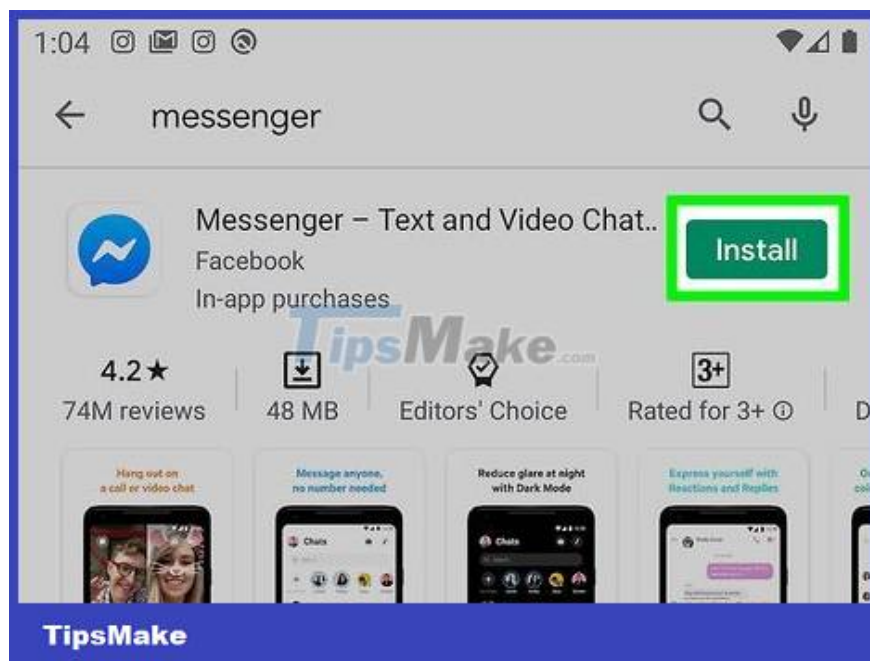 1:04
messenger
Messenger – Text and Video Chat..
Install
Facebook
In-app purchases
TipsMake.com
4.2★
3+
74M reviews
48 MB
Editors' Choice
Rated for 3+
D
Hang out on
a call or video chat
Message anyone,
no number needed
Reduce glare at night
with Dark Mode
Express yourself with
Reactions and Replies
Chats
Chats
TipsMake